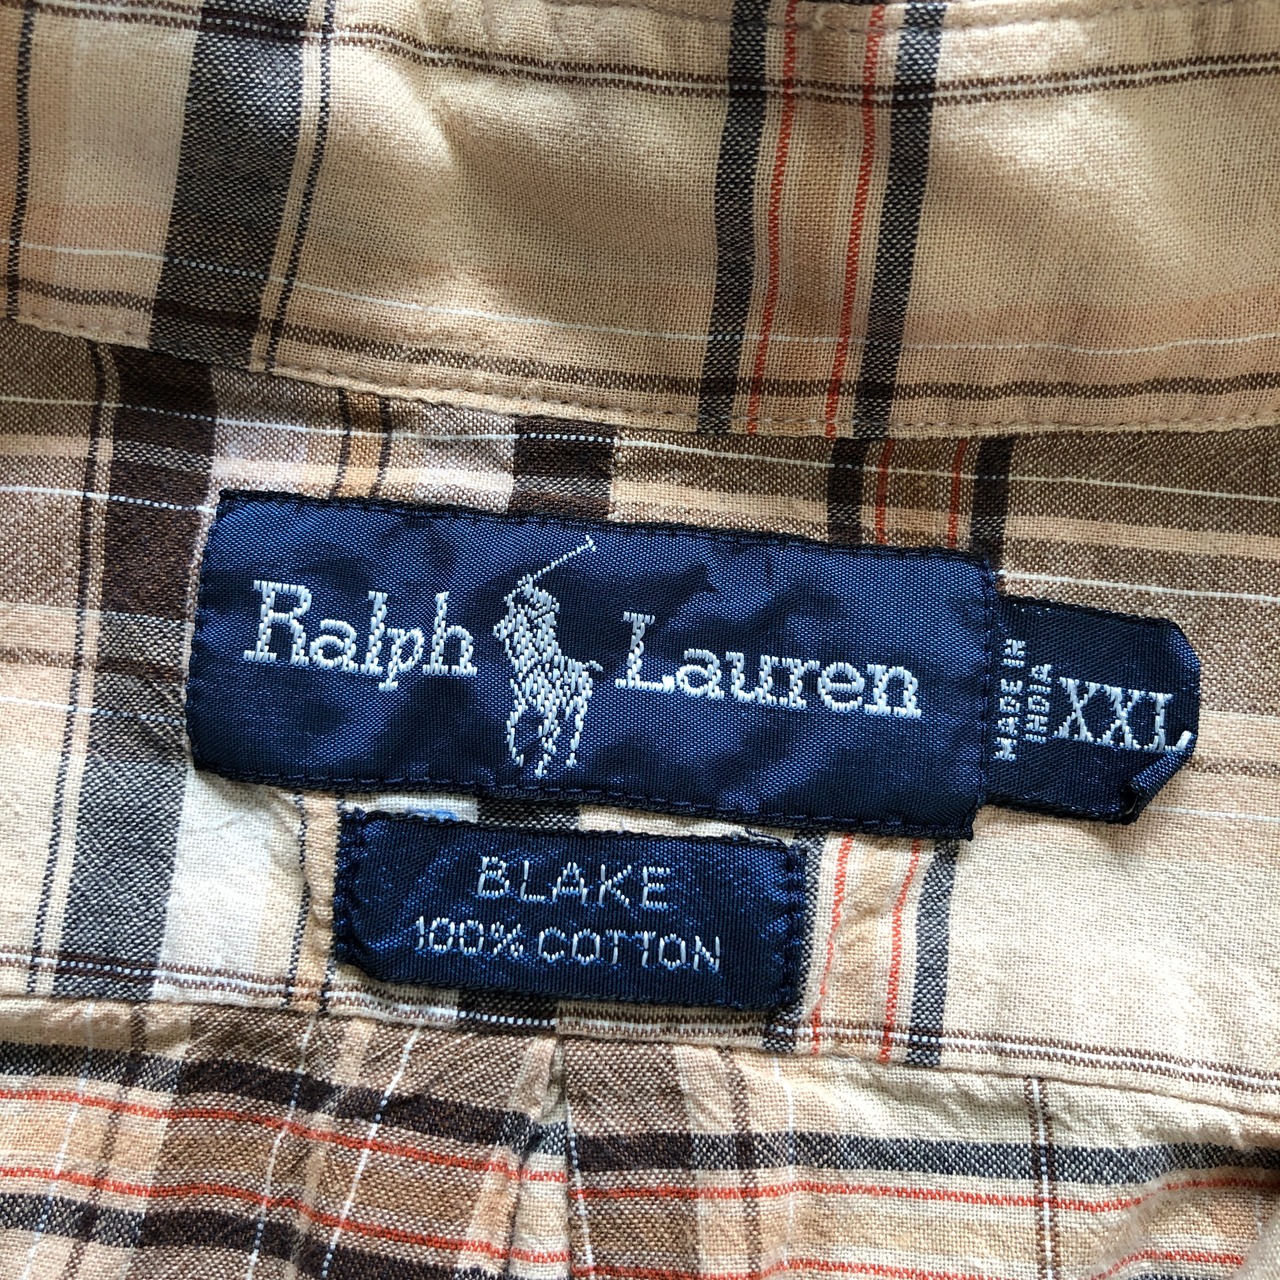 Ralph Lauren
MADE IN
INDIA
XXL
BLAKE
100% COTTON